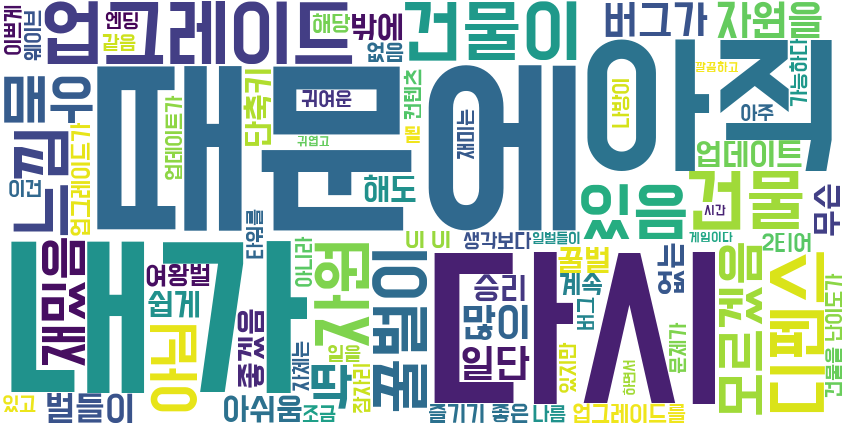 때문에
아직
내가
다시
업그레이드
건물이
버그가
자원을
이쁘게
웨이브
엔딩
같음
해당
밖에
없음
매우
느낌
이건
업그레이드가
업데이트가
단축키
귀여운
귀엽고
컨텐츠
해도
재미는
나방이
깔끔하고
아주
가능하다
업데이트
있음
건물
시간
무슨
재밌음
여왕벌
쉽게
타워를
아니라
자원
UI UI
생각보다
일벌들이
꿀벌
게임이다
없는
2티어
꿀벌이
승리
많이
일단
계속
버그
모르겠음
디펜스
건물을
난이도가
아님
좋겠음
자체는
일을
잠자리
있지만
하면서
문제가
있고
벌들이
아쉬움
조금
즐기기
좋은
나름
업그레이드를